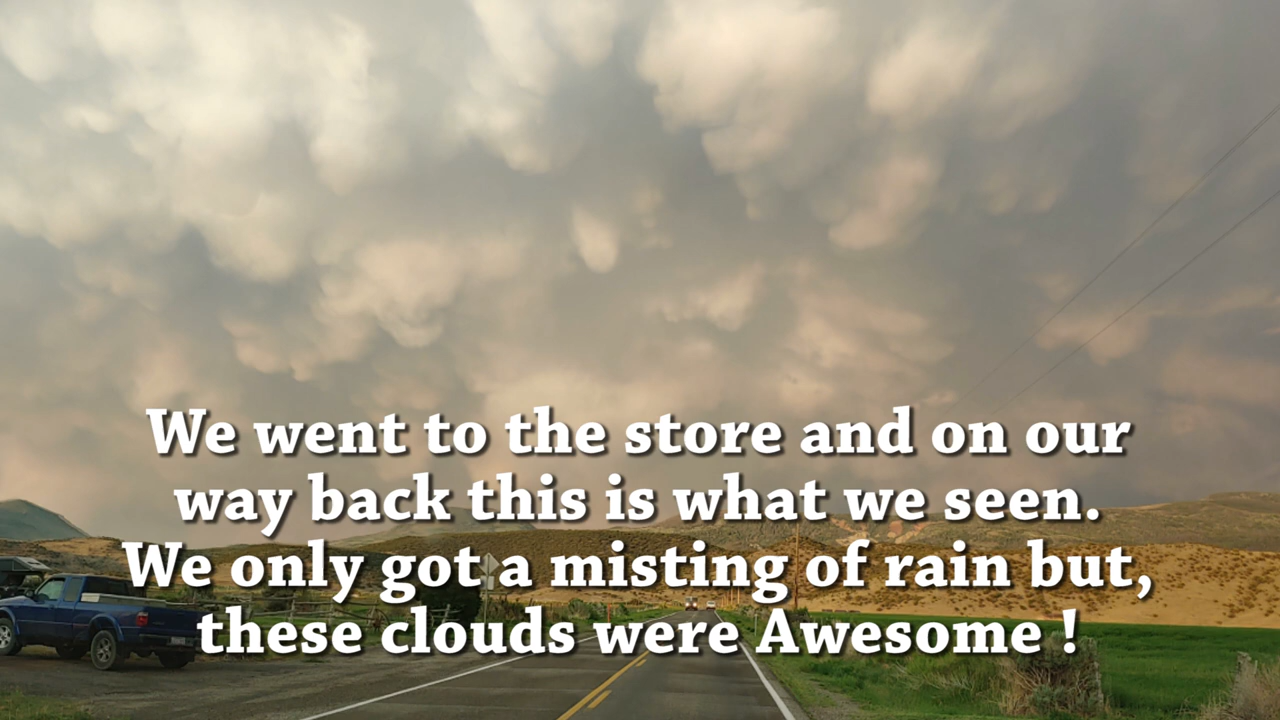 We went to the store and on our
way back this is what we seen.
We only got a misting of rain but,
these clouds were Awesome !